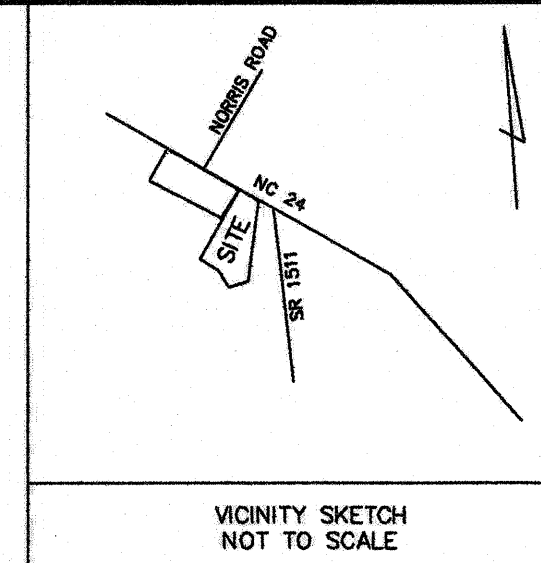 NORRIS ROAD
NC 24
SITE
SR 1511
VICINITY SKETCH
NOT TO SCALE